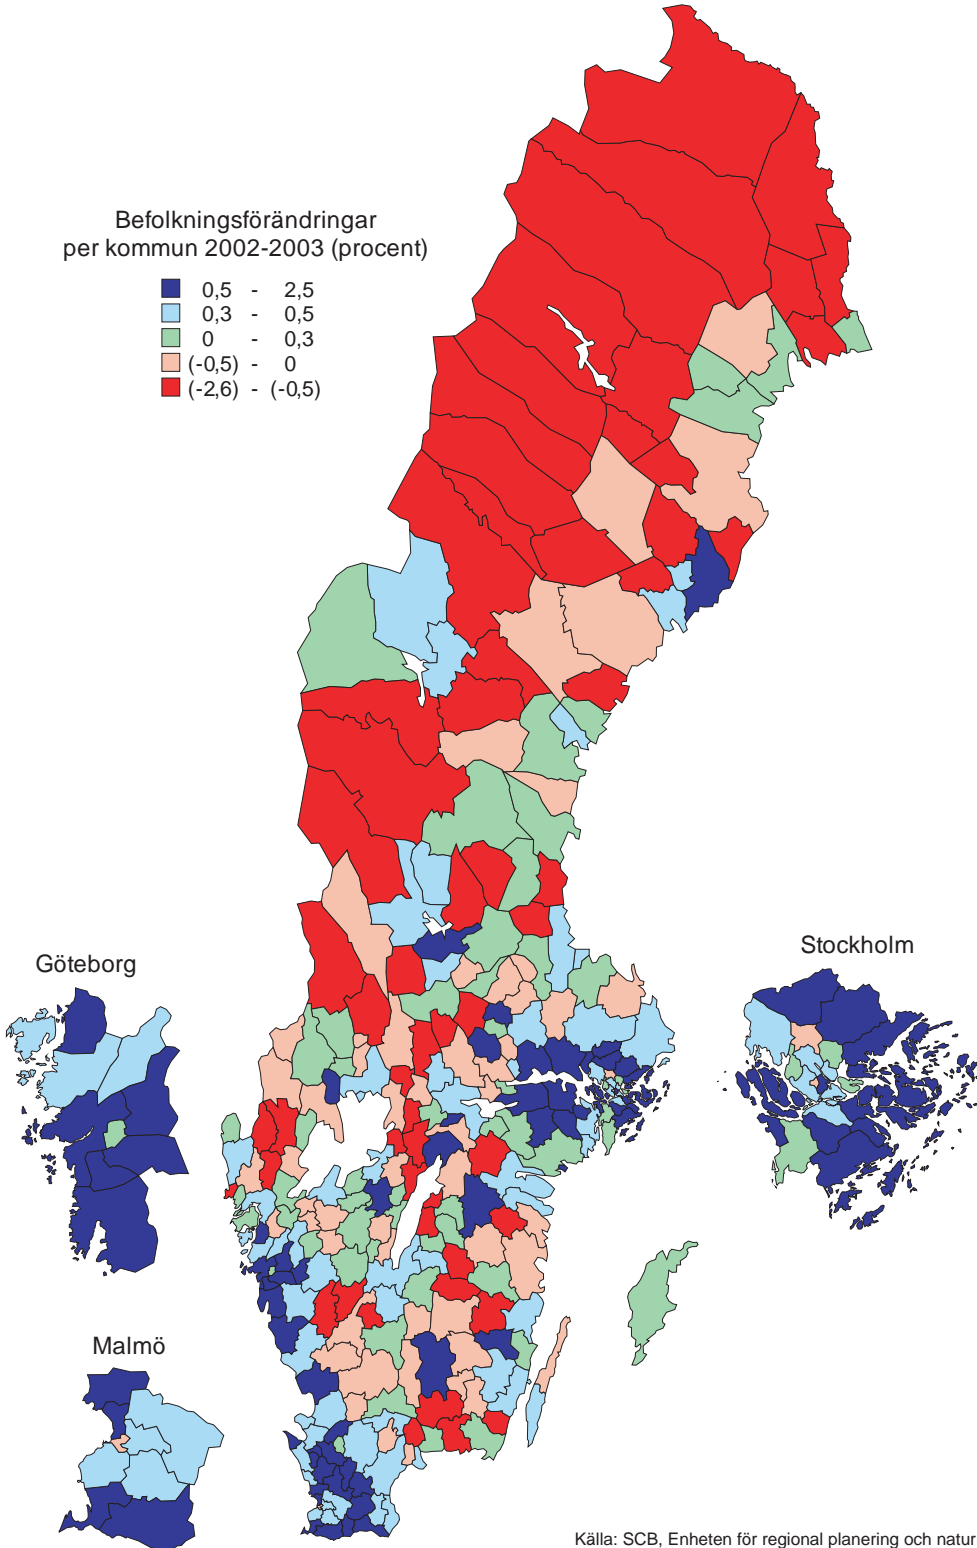 Befolkningsförändringar
per kommun 2002-2003 (procent)
0,5 - 2,5
0,3 - 0,5
0 - 0,3
(-0,5) - 0
(-2,6) - (-0,5)
Göteborg
Stockholm
Malmö
Källa: SCB, Enheten för regional planering och natur